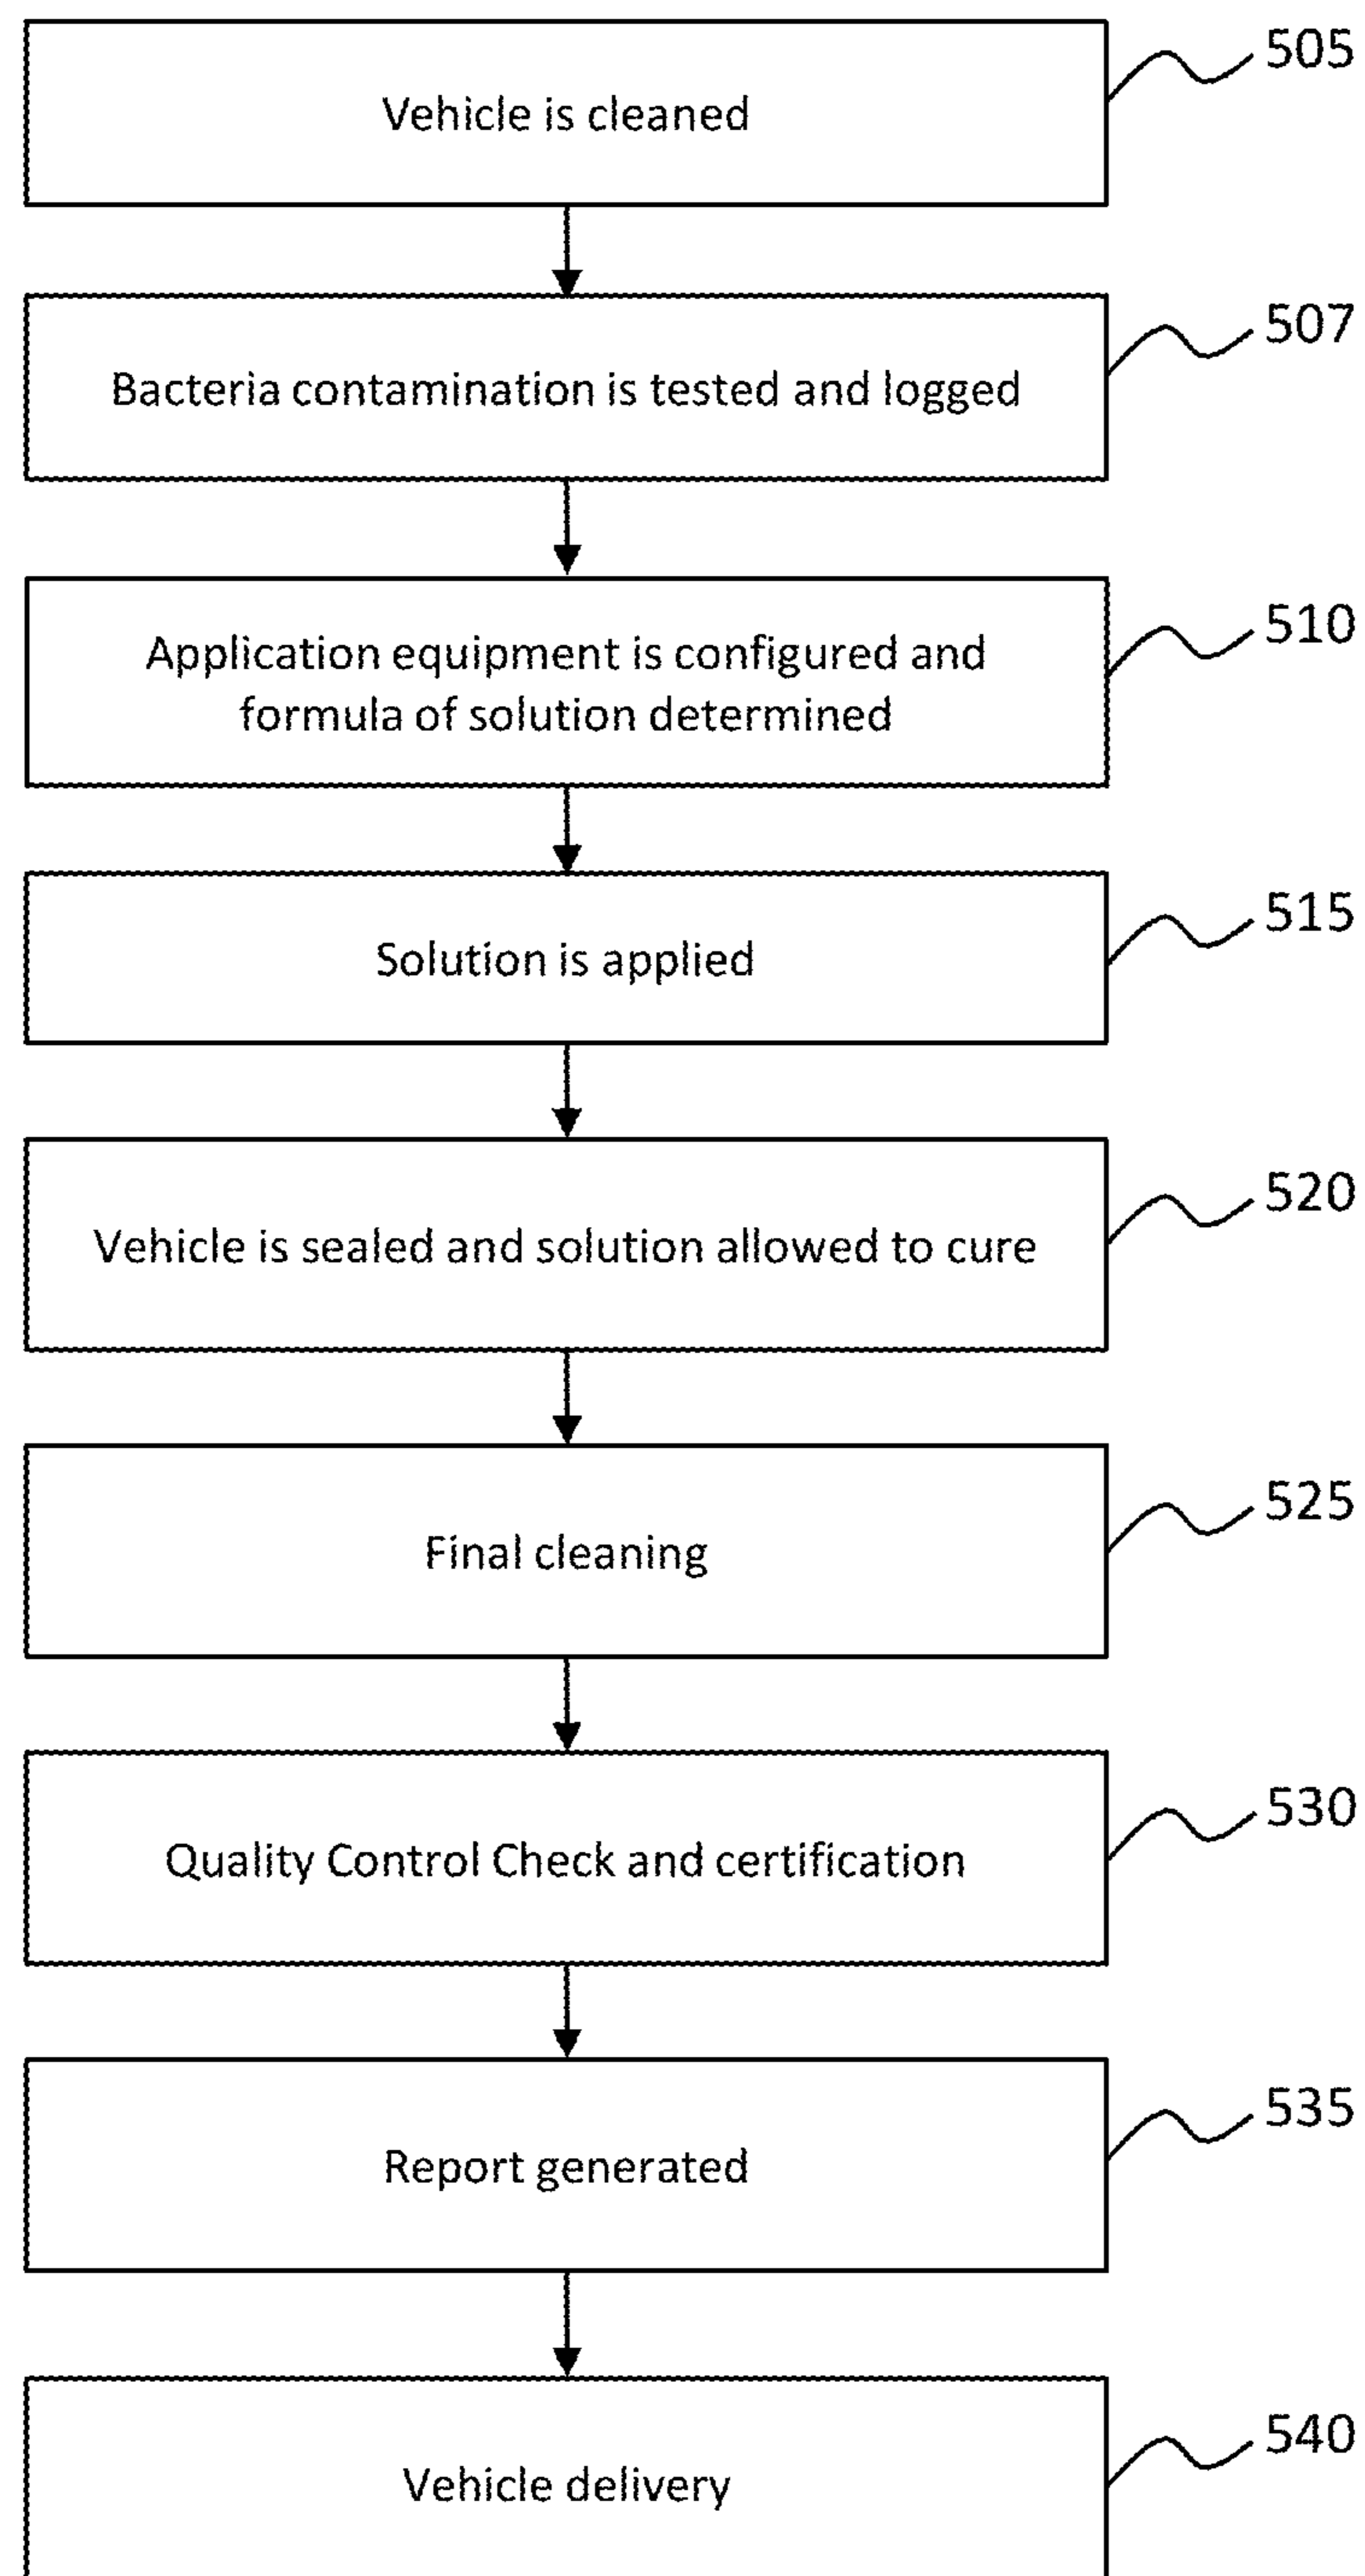 Vehicle is cleaned
505
Bacteria contamination is tested and logged
507
Application equipment is configured and
formula of solution determined
510
Solution is applied
515
Vehicle is sealed and solution allowed to cure
520
Final cleaning
525
Quality Control Check and certification
530
Report generated
535
Vehicle delivery
540